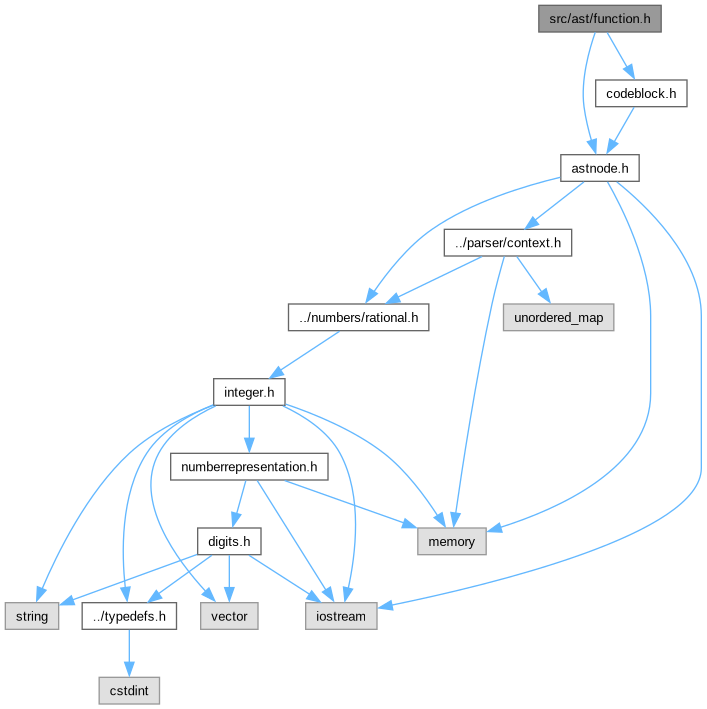 src/ast/function.h
codeblock.h
astnode.h
../parser/context.h
../numbers/rational.h
unordered_map
integer.h
numberrepresentation.h
digits.h
memory
string
../typedefs.h
vector
iostream
cstdint